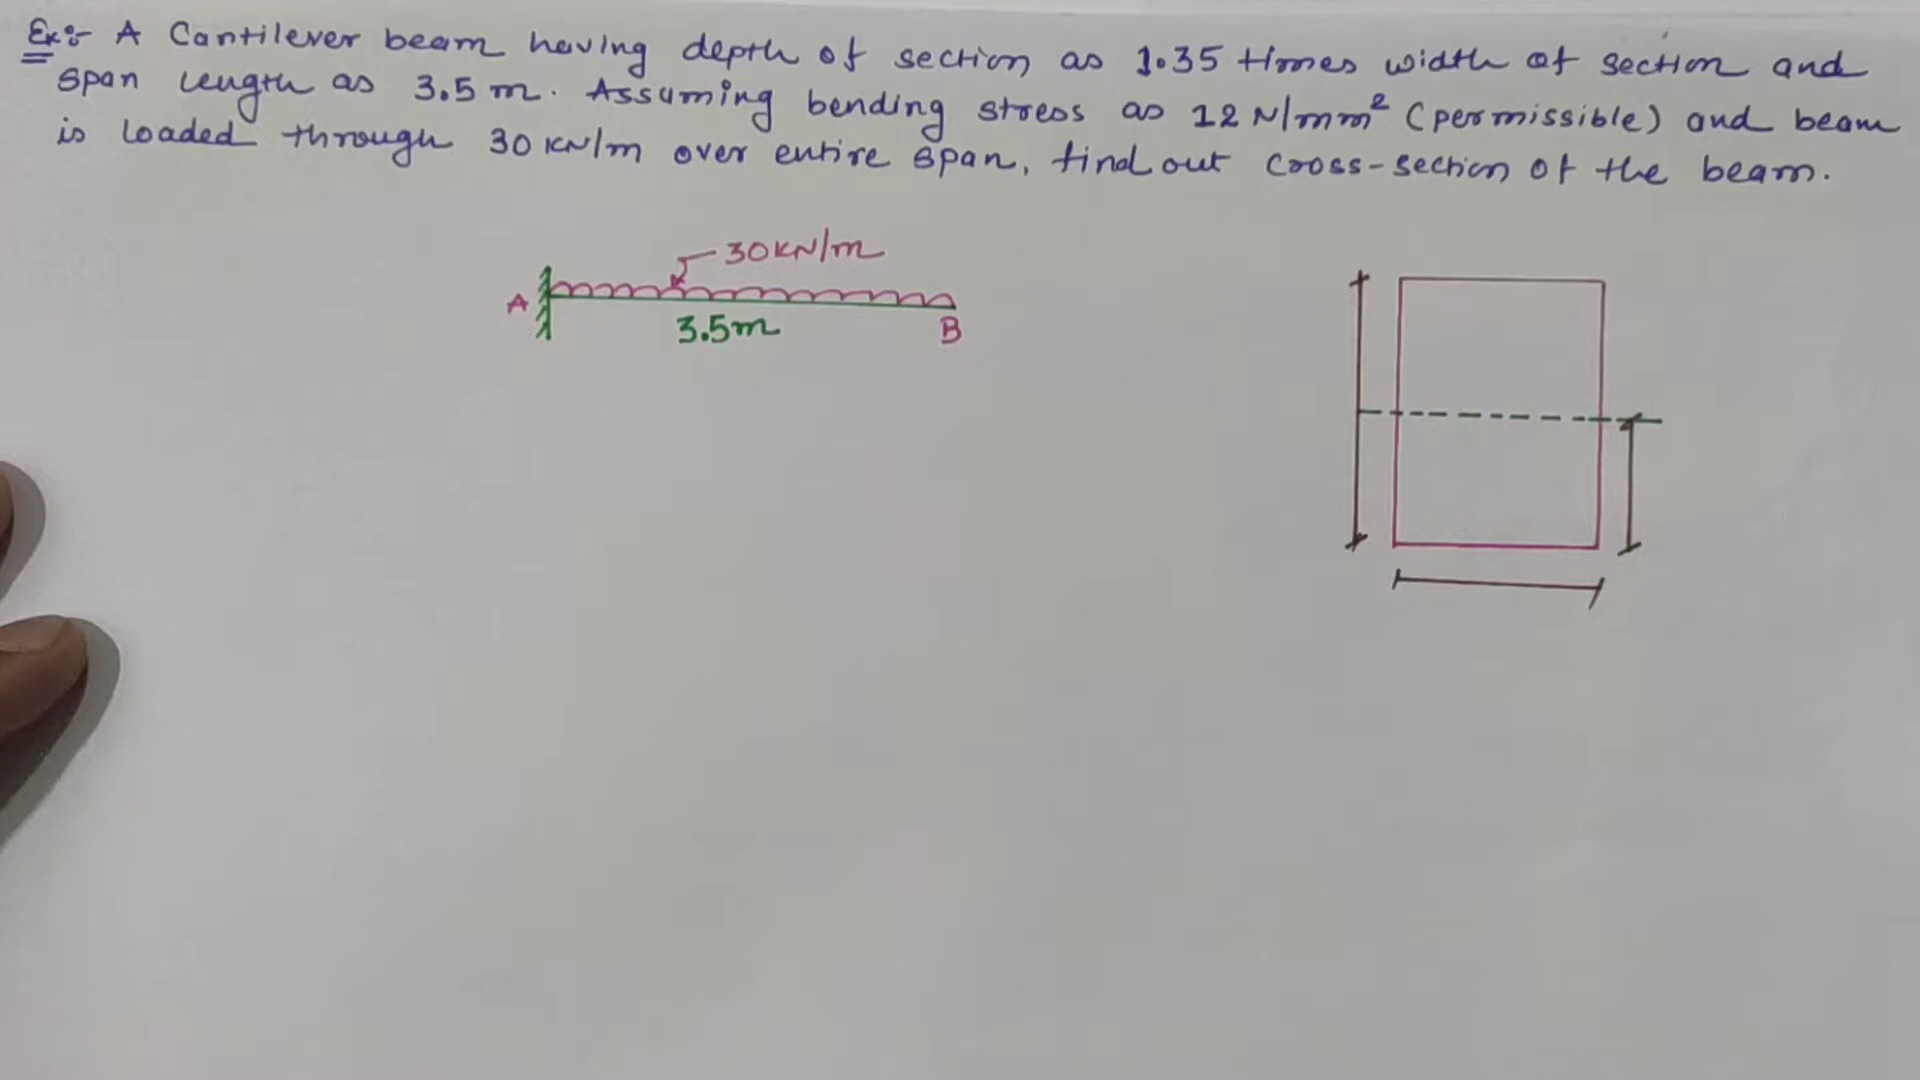 Ex:- A Cantilever beam having depth of section as 1.35 times width of section and
span length as 3.5 m. Assuming bending stress as 12 N/mm² (permissible) and beam
is loaded through 30 KN/m over entire span, find out cross-section of the beam.
30KN/m
A
3.5m
B